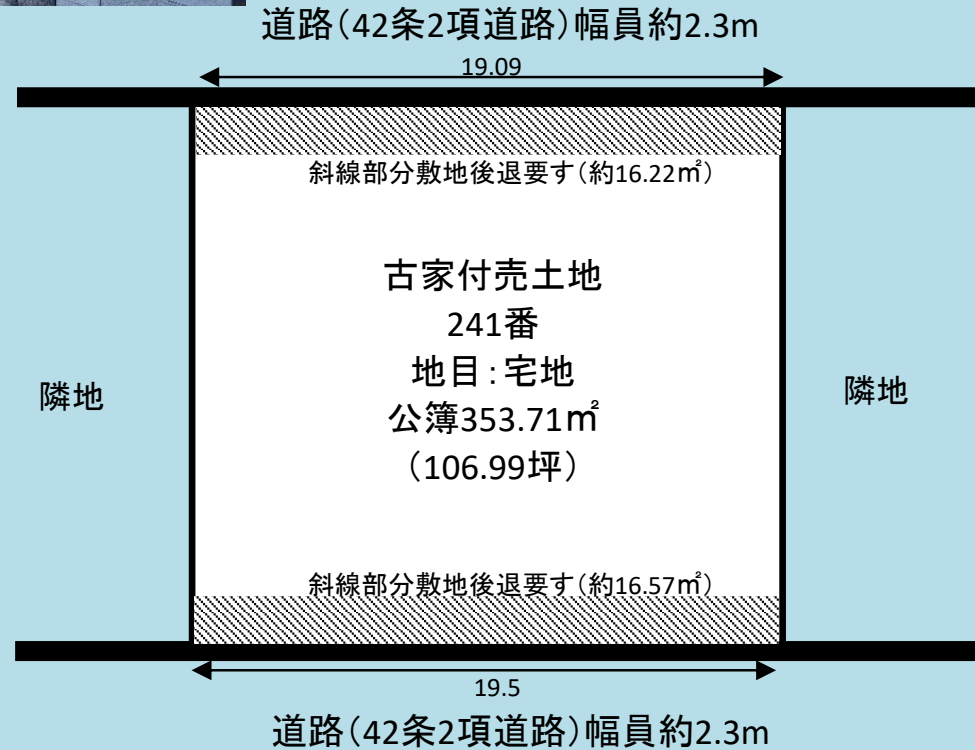 道路(42条2項道路)幅員約2.3m
19.09
斜線部分敷地後退要す(約16.22㎡)
古家付売土地
241番
地目:宅地
公簿353.71㎡
(106.99坪)
隣地
隣地
斜線部分敷地後退要す(約16.57㎡)
19.5
道路(42条2項道路)幅員約2.3m